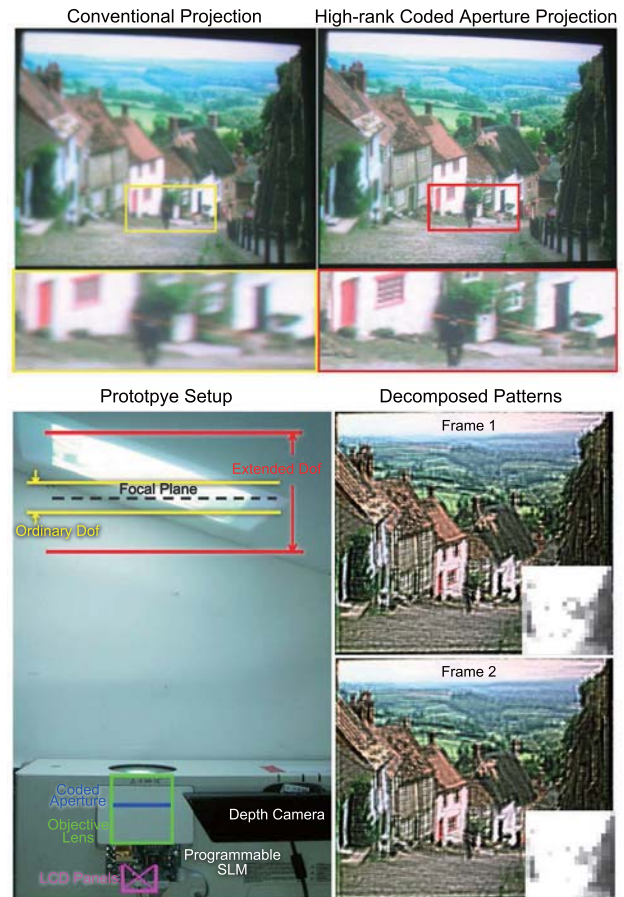 Conventional Projection
High-rank Coded Aperture Projection
Prototpye Setup
Decomposed Patterns
Extended Dof
Focal Plane
Ordinary Dof
Frame 1
Frame 2
Coded
Aperture
Objective
Lens
Depth Camera
Programmable
SLM
LCD Panels